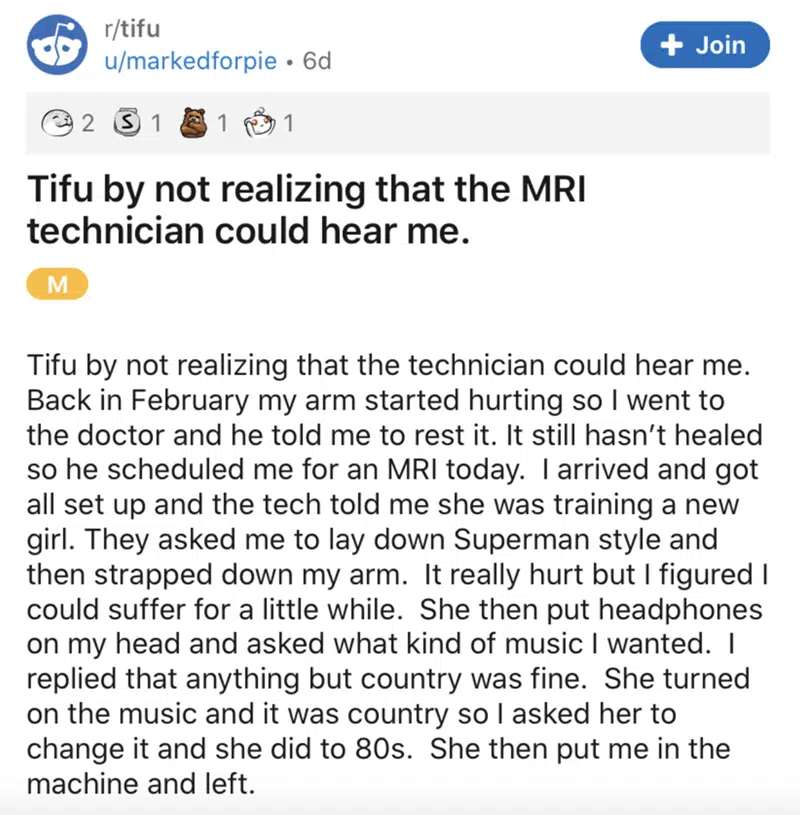 r/tifu
u/markedforpie • 6d
+ Join
2 S 1 1 1
Tifu by not realizing that the MRI
technician could hear me.
M
Tifu by not realizing that the technician could hear me.
Back in February my arm started hurting so I went to
the doctor and he told me to rest it. It still hasn’t healed
so he scheduled me for an MRI today.  I arrived and got
all set up and the tech told me she was training a new
girl. They asked me to lay down Superman style and
then strapped down my arm.  It really hurt but I figured I
could suffer for a little while.  She then put headphones
on my head and asked what kind of music I wanted.  I
replied that anything but country was fine.  She turned
on the music and it was country so I asked her to
change it and she did to 80s.  She then put me in the
machine and left.